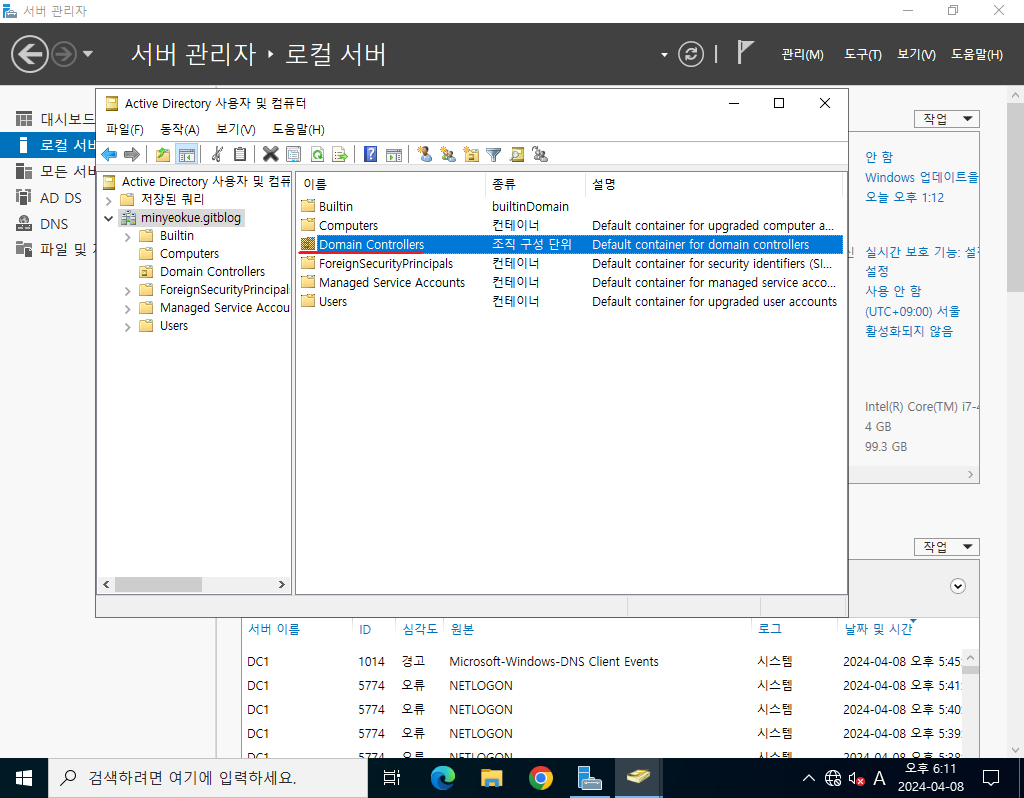 서버 관리자
서버 관리자 • 로컬 서버
관리(M) 도구(T) 보기(V) 도움말(H)
대시보드
로컬 서버
모든 서버
AD DS
DNS
파일 및
Active Directory 사용자 및 컴퓨터
파일(F) 동작(A) 보기(V) 도움말(H)
Active Directory 사용자 및 컴퓨
저장된 쿼리
minyeokue.gitblog
Builtin
Computers
Domain Controllers
ForeignSecurityPrincipal
Managed Service Accou
Users
이름 종류 설명
Builtin builtinDomain
Computers 컨테이너 Default container for upgraded computer a...
Domain Controllers 조직 구성 단위 Default container for domain controllers
ForeignSecurityPrincipals 컨테이너 Default container for security identifiers (SI...
Managed Service Accounts 컨테이너 Default container for managed service acco...
Users 컨테이너 Default container for upgraded user accounts
작업
안 함
Windows 업데이트을
오늘 오후 1:12
실시간 보호 기능: 설정
설정
사용 안 함
(UTC+09:00) 서울
활성화되지 않음
Intel(R) Core(TM) i7-4
4 GB
99.3 GB
작업
서버 이름 ID 심각도 원본 로그 날짜 및 시간
DC1 1014 경고 Microsoft-Windows-DNS Client Events 시스템 2024-04-08 오후 5:45:
DC1 5774 오류 NETLOGON 시스템 2024-04-08 오후 5:41:
DC1 5774 오류 NETLOGON 시스템 2024-04-08 오후 5:40:
DC1 5774 오류 NETLOGON 시스템 2024-04-08 오후 5:39:
DC1 5774 오류 NETLOGON 시스템 2024-04-08 오후 5:38:
검색하려면 여기에 입력하세요.
A
오후 6:11
2024-04-08